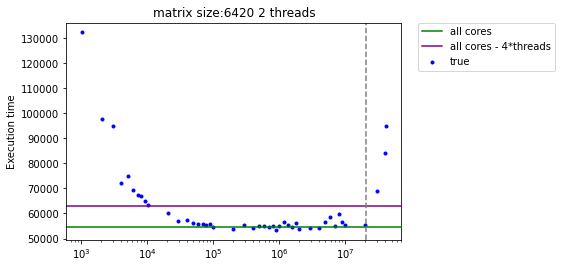 matrix size:6420 2 threads
Execution time
130000
120000
110000
100000
90000
80000
70000
60000
50000
10³
10⁴
10⁵
10⁶
10⁷
all cores
all cores - 4*threads
true